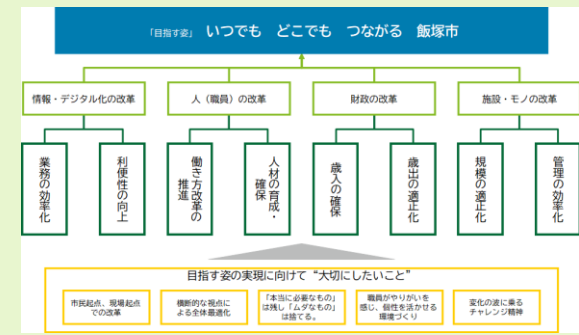 「目指す姿」 いつでも どこでも つながる 飯塚市
情報・デジタル化の改革
人（職員）の改革
財政の改革
施設・モノの改革
業務の効率化
利便性の向上
働き方改革の
推進
人材の育成・
確保
歳入の確保
歳出の適正化
規模の適正化
管理の効率化
目指す姿の実現に向けて“大切にしたいこと”
市民起点、現場起点
での改革
横断的な視点に
よる全体最適化
「本当に必要なもの」
は残し「ムダなもの」
は捨てる。
職員がやりがいを
感じ、個性を活かせる
環境づくり
変化の波に乗る
チャレンジ精神